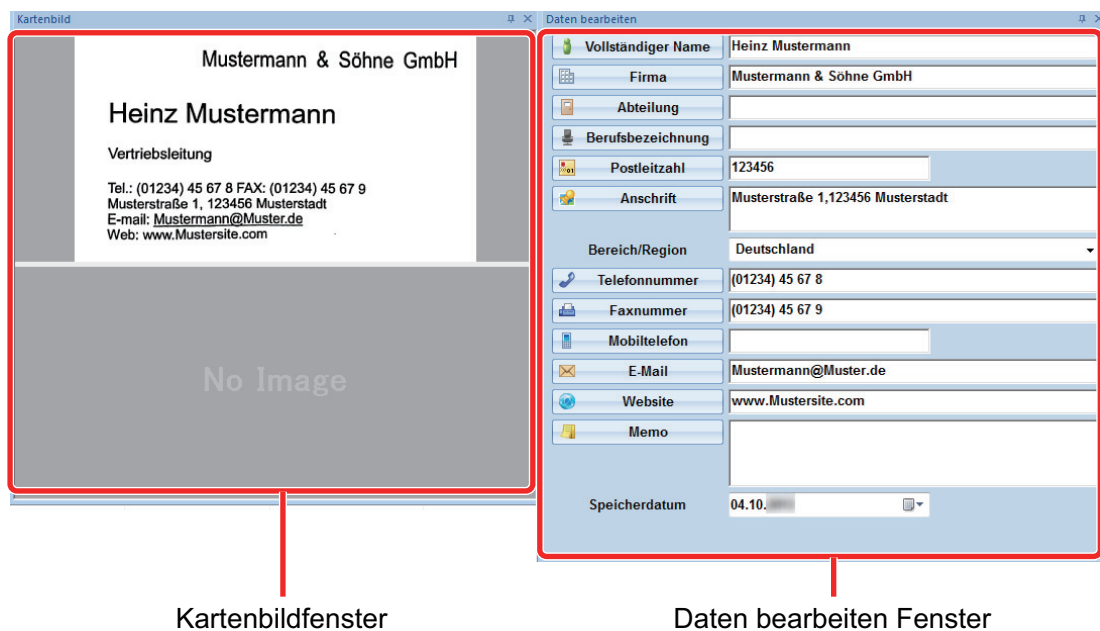 Kartenbild
Mustermann & Söhne GmbH
Heinz Mustermann
Vertriebsleitung
Tel.: (01234) 45 67 8 FAX: (01234) 45 67 9
Musterstraße 1, 123456 Musterstadt
E-mail: Mustermann@Muster.de
Web: www.Mustersite.com
No Image
Daten bearbeiten
Vollständiger Name Heinz Mustermann
Firma Mustermann & Söhne GmbH
Abteilung
Berufsbezeichnung
Postleitzahl 123456
Anschrift Musterstraße 1,123456 Musterstadt
Bereich/Region Deutschland
Telefonnummer (01234) 45 67 8
Faxnummer (01234) 45 67 9
Mobiltelefon
E-Mail Mustermann@Muster.de
Website www.Mustersite.com
Memo
Speicherdatum 04.10.
Kartenbildfenster
Daten bearbeiten Fenster